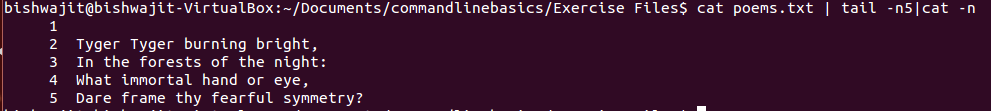 bishwajit@bishwajit-VirtualBox:~/Documents/commandlinebasics/Exercise Files$ cat poems.txt | tail -n5|cat -n
1
2 Tyger Tyger burning bright,
3 In the forests of the night:
4 What immortal hand or eye,
5 Dare frame thy fearful symmetry?